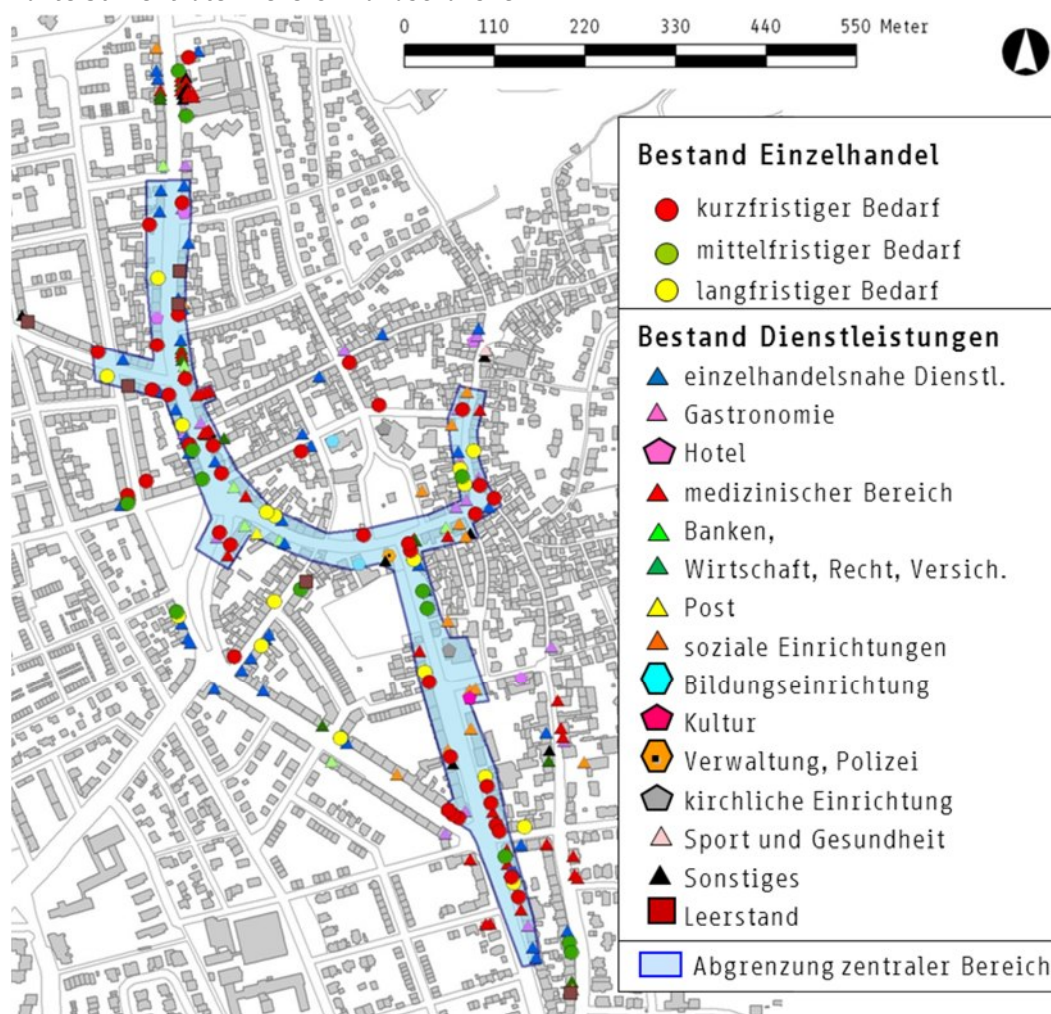 0 110 220 330 440 550 Meter
Bestand Einzelhandel
kurzfristiger Bedarf
mittelfristiger Bedarf
langfristiger Bedarf
Bestand Dienstleistungen
einzelhandelsnahe Dienstl.
Gastronomie
Hotel
medizinischer Bereich
Banken,
Wirtschaft, Recht, Versich.
Post
soziale Einrichtungen
Bildungseinrichtung
Kultur
Verwaltung, Polizei
kirchliche Einrichtung
Sport und Gesundheit
Sonstiges
Leerstand
Abgrenzung zentraler Bereich